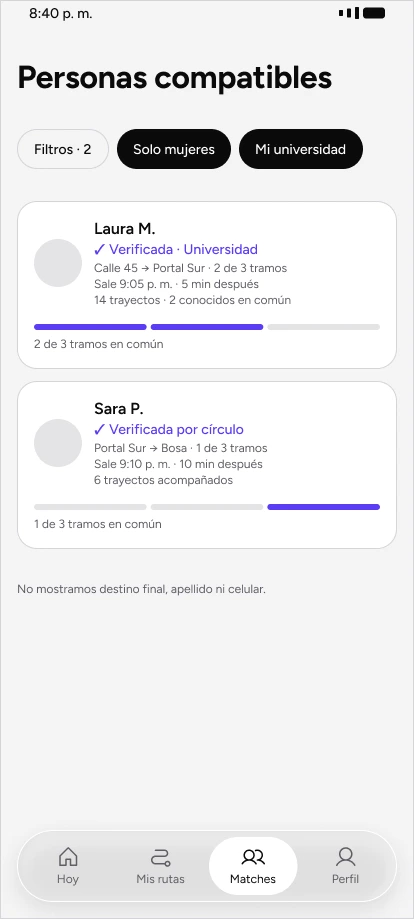 8:40 p. m.
Personas compatibles
Filtros · 2
Solo mujeres
Mi universidad
Laura M.
✓ Verificada · Universidad
Calle 45 → Portal Sur · 2 de 3 tramos
Sale 9:05 p. m. · 5 min después
14 trayectos · 2 conocidos en común
2 de 3 tramos en común
Sara P.
✓ Verificada por círculo
Portal Sur → Bosa · 1 de 3 tramos
Sale 9:10 p. m. · 10 min después
6 trayectos acompañados
1 de 3 tramos en común
No mostramos destino final, apellido ni celular.
Hoy
Mis rutas
Matches
Perfil